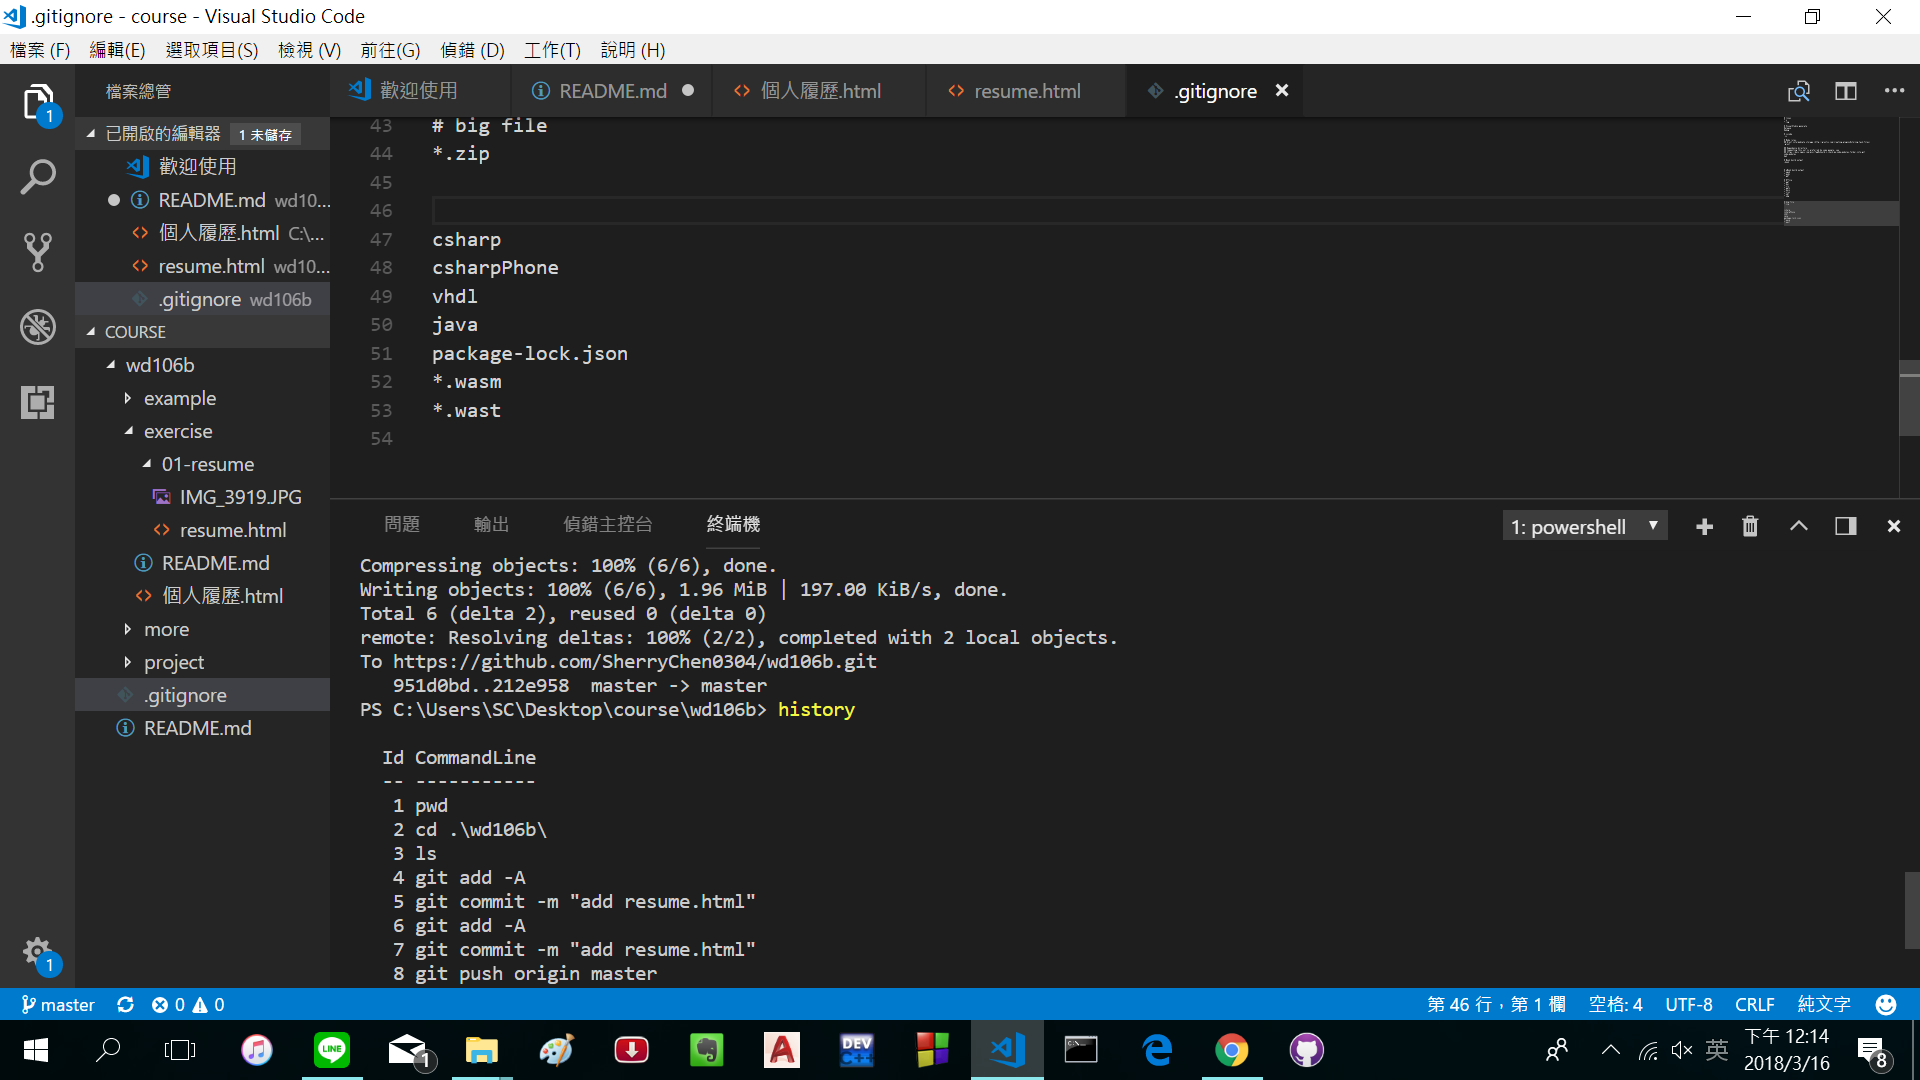 .gitignore - course - Visual Studio Code
檔案 (F) 編輯(E) 選取項目(S) 檢視 (V) 前往(G) 偵錯 (D) 工作(T) 說明 (H)
檔案總管
歡迎使用 README.md 個人履歷.html resume.html .gitignore
1
已開啟的編輯器 1 未儲存
歡迎使用
README.md wd10...
個人履歷.html C:\...
resume.html wd10...
.gitignore wd106b
COURSE
wd106b
example
exercise
01-resume
IMG_3919.JPG
resume.html
README.md
個人履歷.html
more
project
.gitignore
README.md
1
43 # big file
44 *.zip
45
46
47 csharp
48 csharpPhone
49 vhdl
50 java
51 package-lock.json
52 *.wasm
53 *.wast
54
問題 輸出 偵錯主控台 終端機 1: powershell
Compressing objects: 100% (6/6), done.
Writing objects: 100% (6/6), 1.96 MiB | 197.00 KiB/s, done.
Total 6 (delta 2), reused 0 (delta 0)
remote: Resolving deltas: 100% (2/2), completed with 2 local objects.
To https://github.com/SherryChen0304/wd106b.git
951d0bd..212e958 master -> master
PS C:\Users\SC\Desktop\course\wd106b> history
Id CommandLine
-- -----------
1 pwd
2 cd .\wd106b\
3 ls
4 git add -A
5 git commit -m "add resume.html"
6 git add -A
7 git commit -m "add resume.html"
8 git push origin master
master 0 0 第 46 行，第 1 欄 空格: 4 UTF-8 CRLF 純文字
LINE 1 A DEV C++ 英 下午 12:14
2018/3/16 8